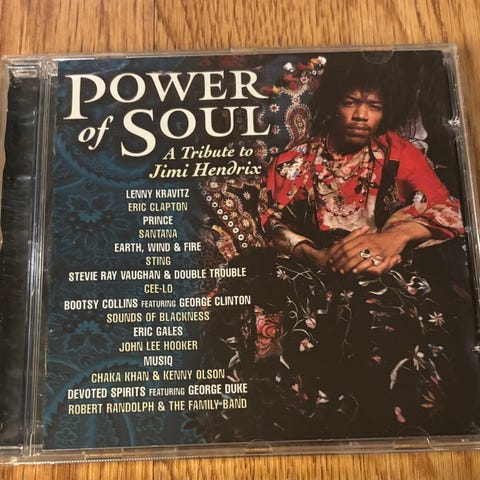 POWER
of SOUL
A Tribute to
Jimi Hendrix
LENNY KRAVITZ
ERIC CLAPTON
PRINCE
SANTANA
EARTH, WIND & FIRE
STING
STEVIE RAY VAUGHAN & DOUBLE TROUBLE
CEE-LO
BOOTSY COLLINS FEATURING GEORGE CLINTON
SOUNDS OF BLACKNESS
ERIC GALES
JOHN LEE HOOKER
MUSIQ
CHAKA KHAN & KENNY OLSON
DEVOTED SPIRITS FEATURING GEORGE DUKE
ROBERT RANDOLPH & THE FAMILY BAND